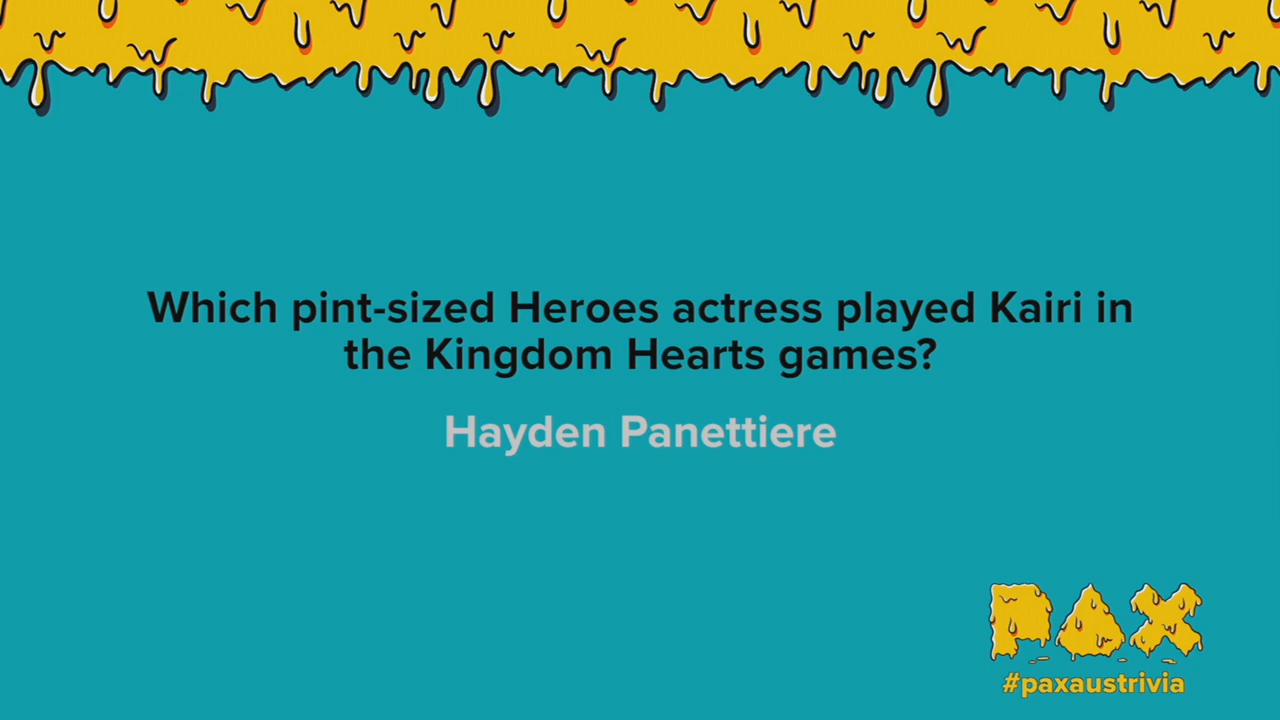 Which pint-sized Heroes actress played Kairi in
the Kingdom Hearts games?
Hayden Panettiere
PAX
#paxaustrivia